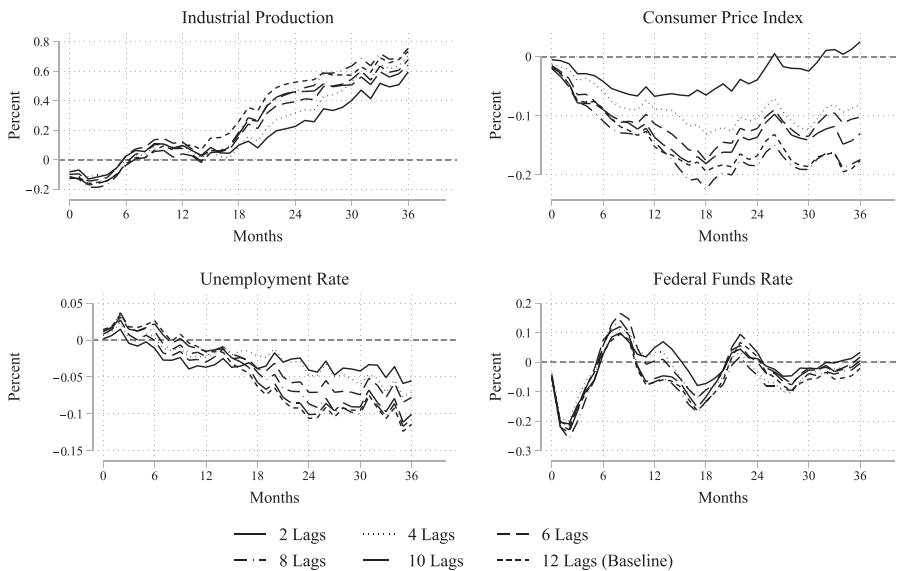 Industrial Production
Percent
0.8
0.6
0.4
0.2
0
−0.2
0 6 12 18 24 30 36
Months
Consumer Price Index
Percent
0
−0.1
−0.2
0 6 12 18 24 30 36
Months
Unemployment Rate
Percent
0.05
0
−0.05
−0.1
−0.15
0 6 12 18 24 30 36
Months
Federal Funds Rate
Percent
0.2
0.1
0
−0.1
−0.2
−0.3
0 6 12 18 24 30 36
Months
2 Lags 4 Lags 6 Lags
8 Lags 10 Lags 12 Lags (Baseline)